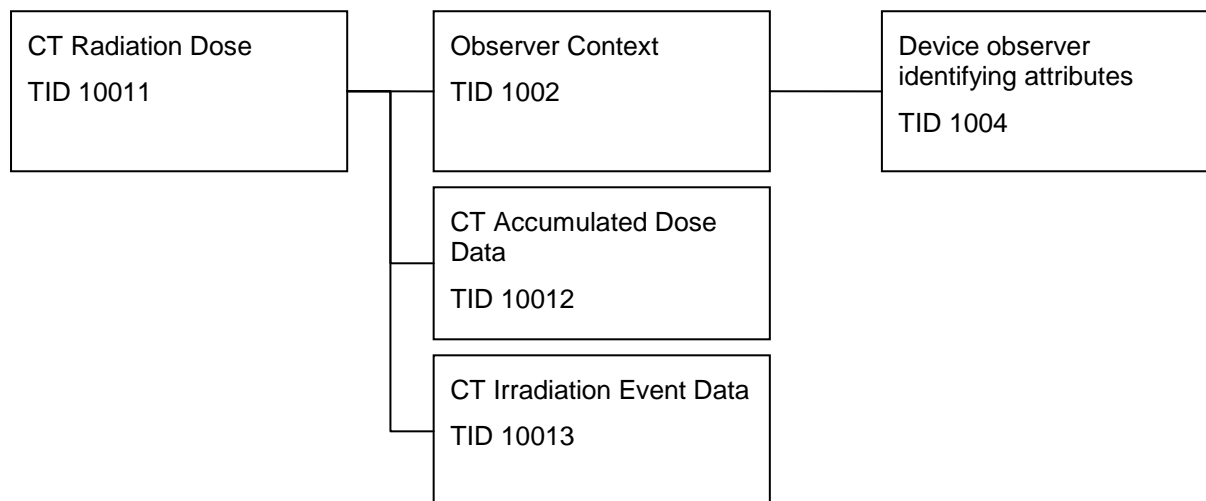 CT Radiation Dose
TID 10011
Observer Context
TID 1002
Device observer
identifying attributes
TID 1004
CT Accumulated Dose
Data
TID 10012
CT Irradiation Event Data
TID 10013